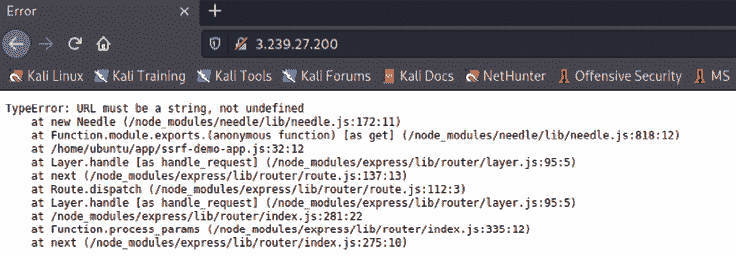 Error
3.239.27.200
Kali Linux Kali Training Kali Tools Kali Forums Kali Docs NetHunter Offensive Security MS
TypeError: URL must be a string, not undefined
at new Needle (/node_modules/needle/lib/needle.js:172:11)
at Function.module.exports.(anonymous function) [as get] (/node_modules/needle/lib/needle.js:818:12)
at /home/ubuntu/app/ssrf-demo-app.js:32:12
at Layer.handle [as handle_request] (/node_modules/express/lib/router/layer.js:95:5)
at next (/node_modules/express/lib/router/route.js:137:13)
at Route.dispatch (/node_modules/express/lib/router/route.js:112:3)
at Layer.handle [as handle_request] (/node_modules/express/lib/router/layer.js:95:5)
at /node_modules/express/lib/router/index.js:281:22
at Function.process_params (/node_modules/express/lib/router/index.js:335:12)
at next (/node_modules/express/lib/router/index.js:275:10)